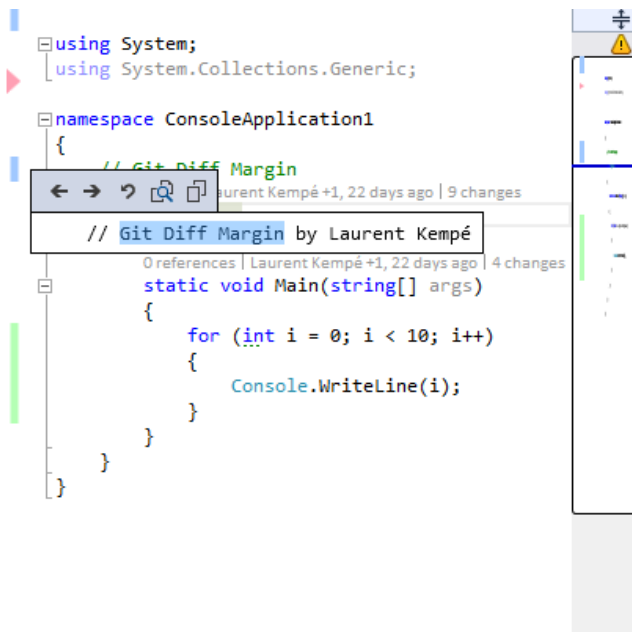 using System;
using System.Collections.Generic;
namespace ConsoleApplication1
{
// Git Diff Margin
aurent Kempé +1, 22 days ago | 9 changes
// Git Diff Margin by Laurent Kempé
0 references | Laurent Kempé +1, 22 days ago | 4 changes
static void Main(string[] args)
{
for (int i = 0; i < 10; i++)
{
Console.WriteLine(i);
}
}
}
}